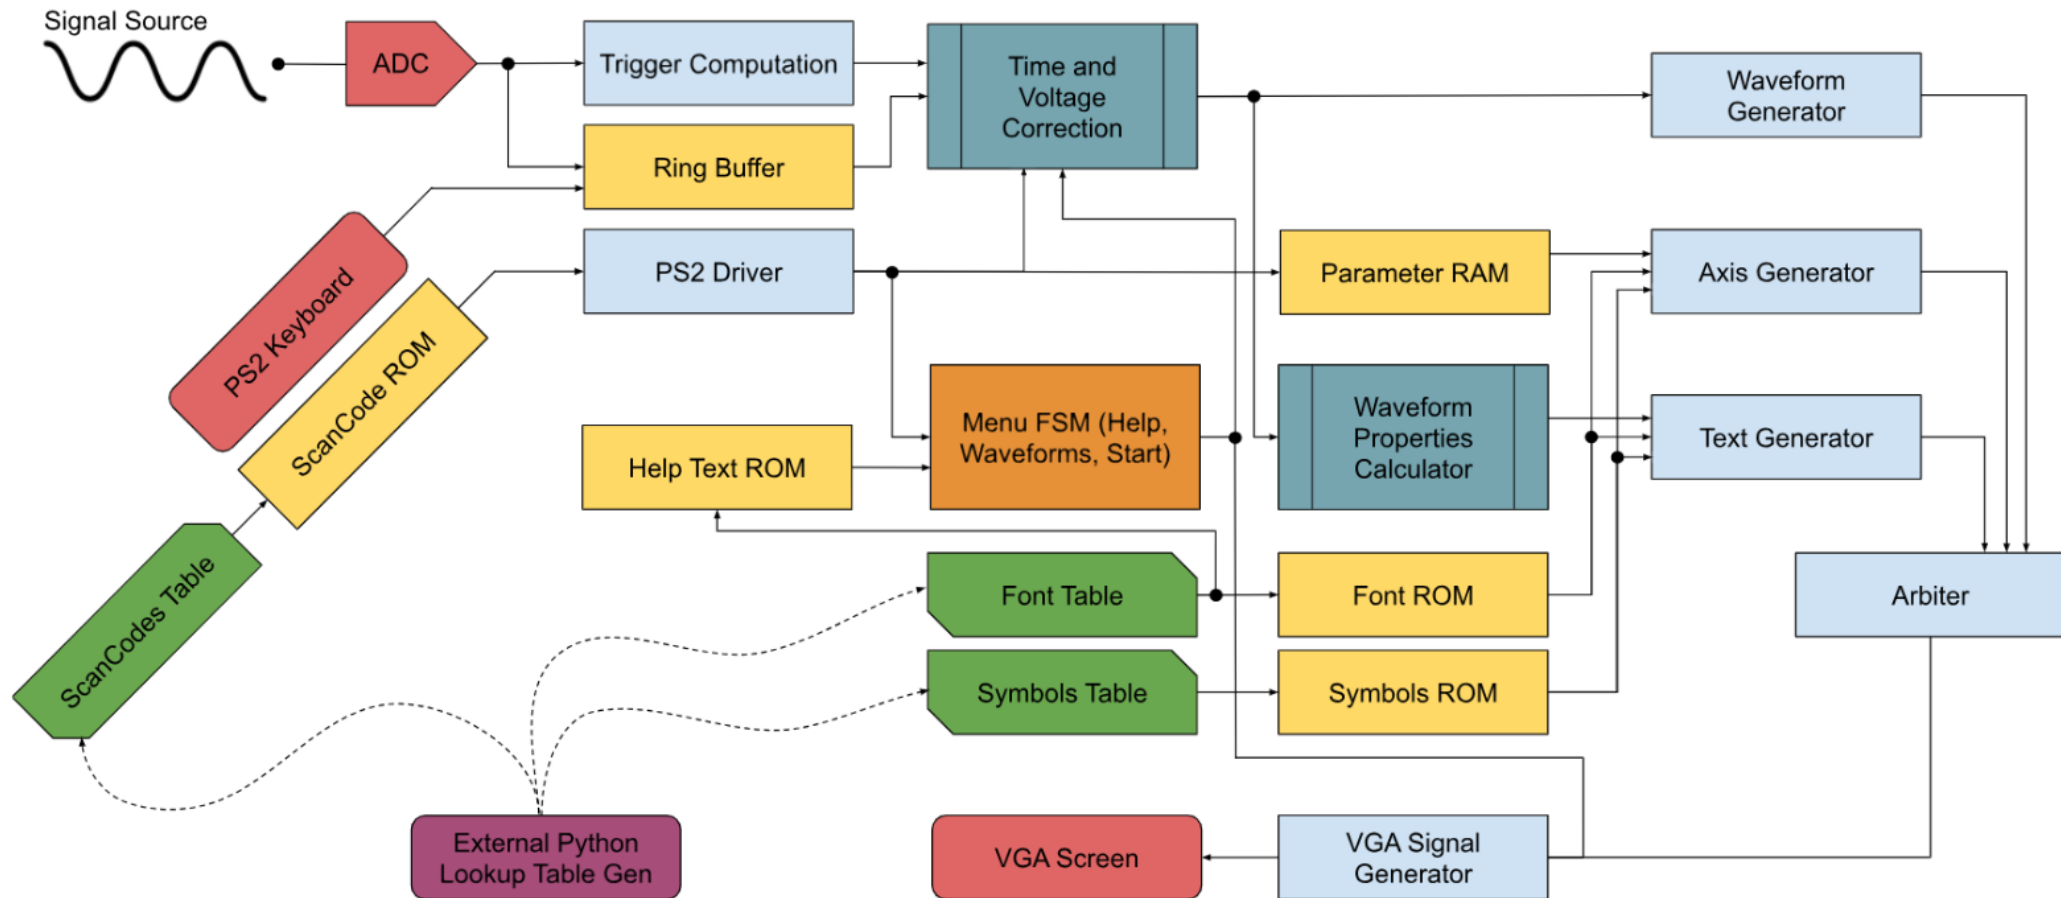 Signal Source
ADC
Trigger Computation
Time and
Voltage
Correction
Waveform
Generator
Ring Buffer
PS2 Keyboard
PS2 Driver
Parameter RAM
Axis Generator
ScanCode ROM
Help Text ROM
Menu FSM (Help,
Waveforms, Start)
Waveform
Properties
Calculator
Text Generator
ScanCodes Table
Font Table
Font ROM
Arbiter
Symbols Table
Symbols ROM
External Python
Lookup Table Gen
VGA Screen
VGA Signal
Generator